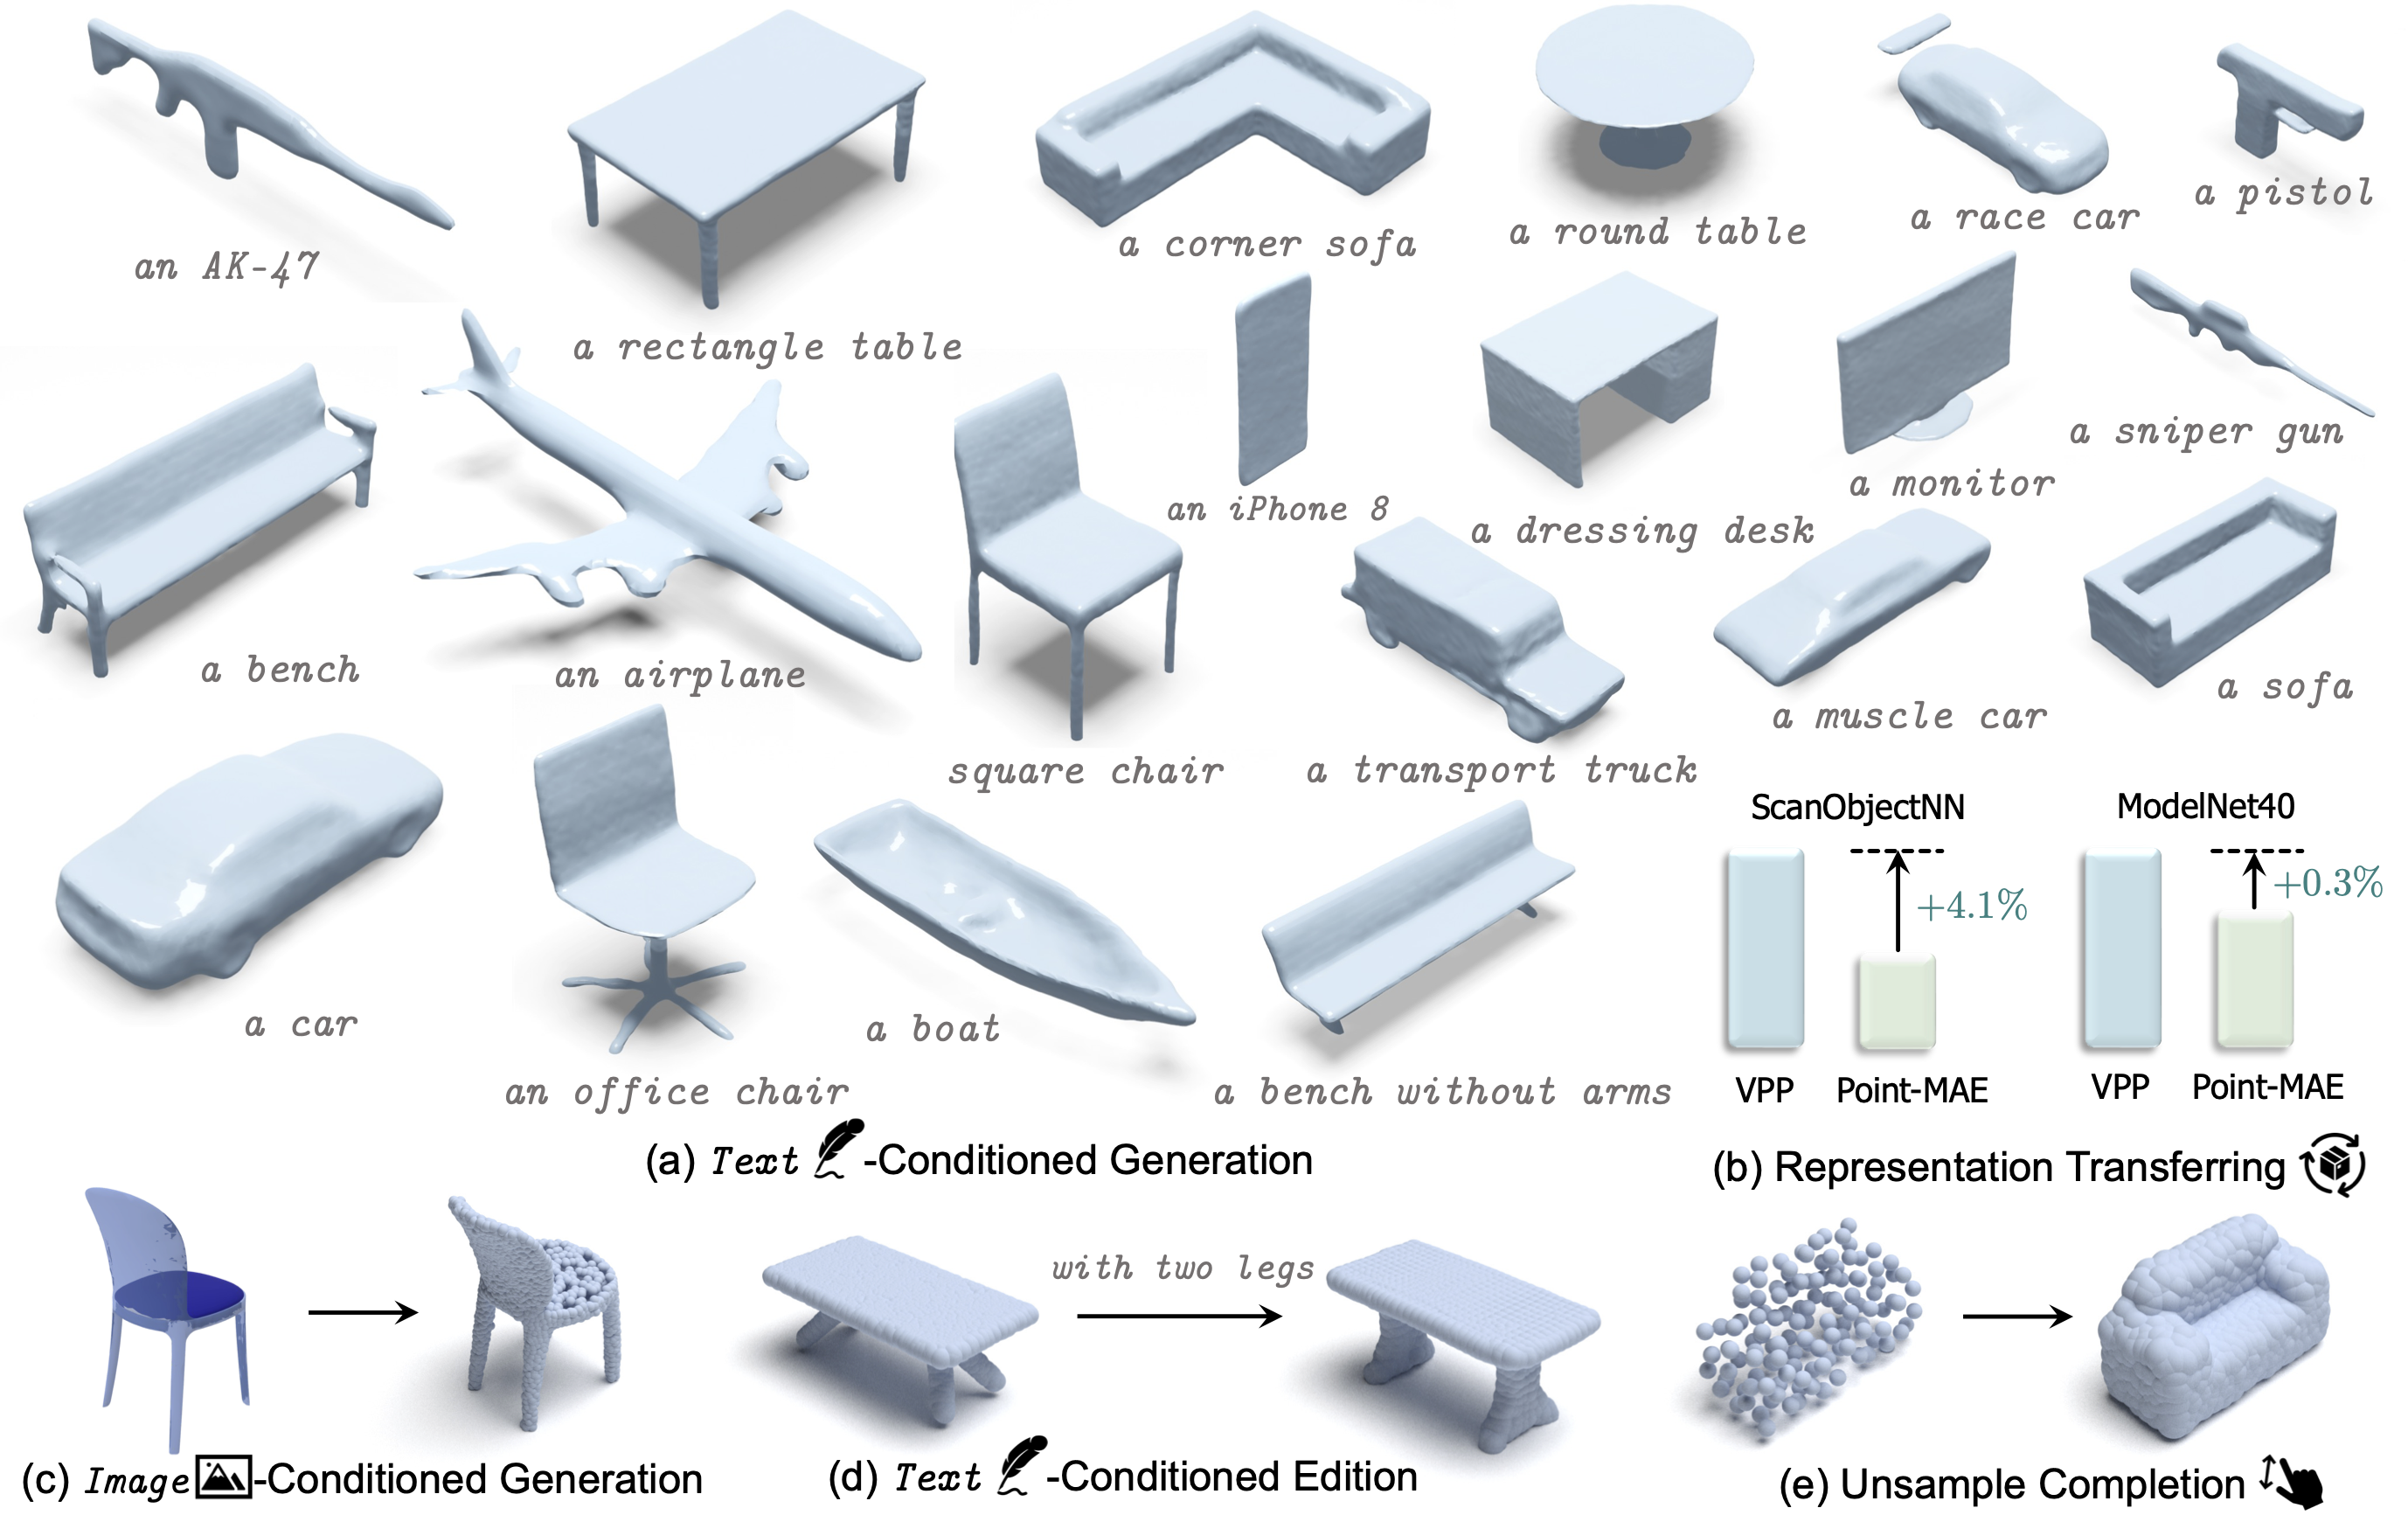 an AK-47
a rectangle table
a corner sofa
a round table
a race car
a pistol
a bench
an airplane
square chair
an iPhone 8
a dressing desk
a monitor
a sniper gun
a transport truck
a muscle car
a sofa
a car
an office chair
a boat
a bench without arms
(a) Text -Conditioned Generation
ScanObjectNN
+4.1%
VPP
Point-MAE
ModelNet40
+0.3%
VPP
Point-MAE
(b) Representation Transferring
(c) Image -Conditioned Generation
with two legs
(d) Text -Conditioned Edition
(e) Unsample Completion